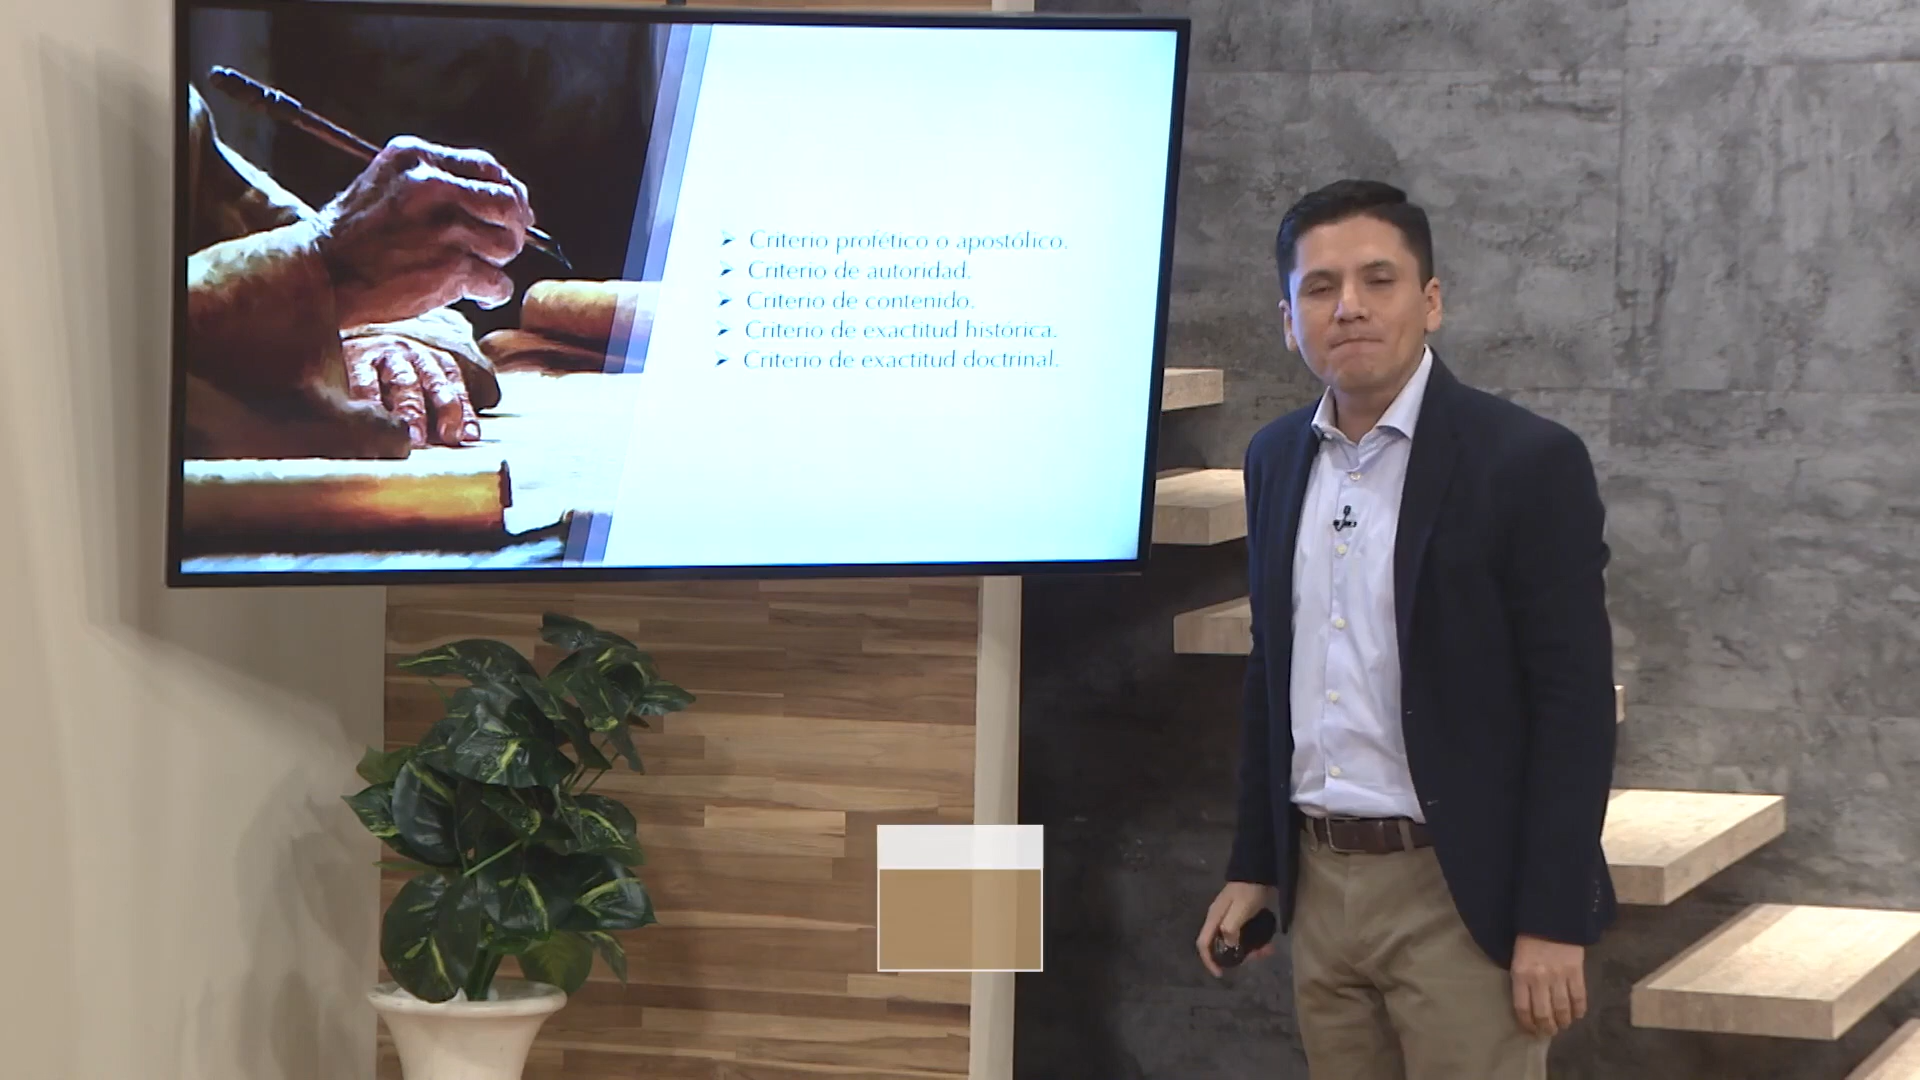 Criterio profético o apostólico.
Criterio de autoridad.
Criterio de contenido.
Criterio de exactitud histórica.
Criterio de exactitud doctrinal.